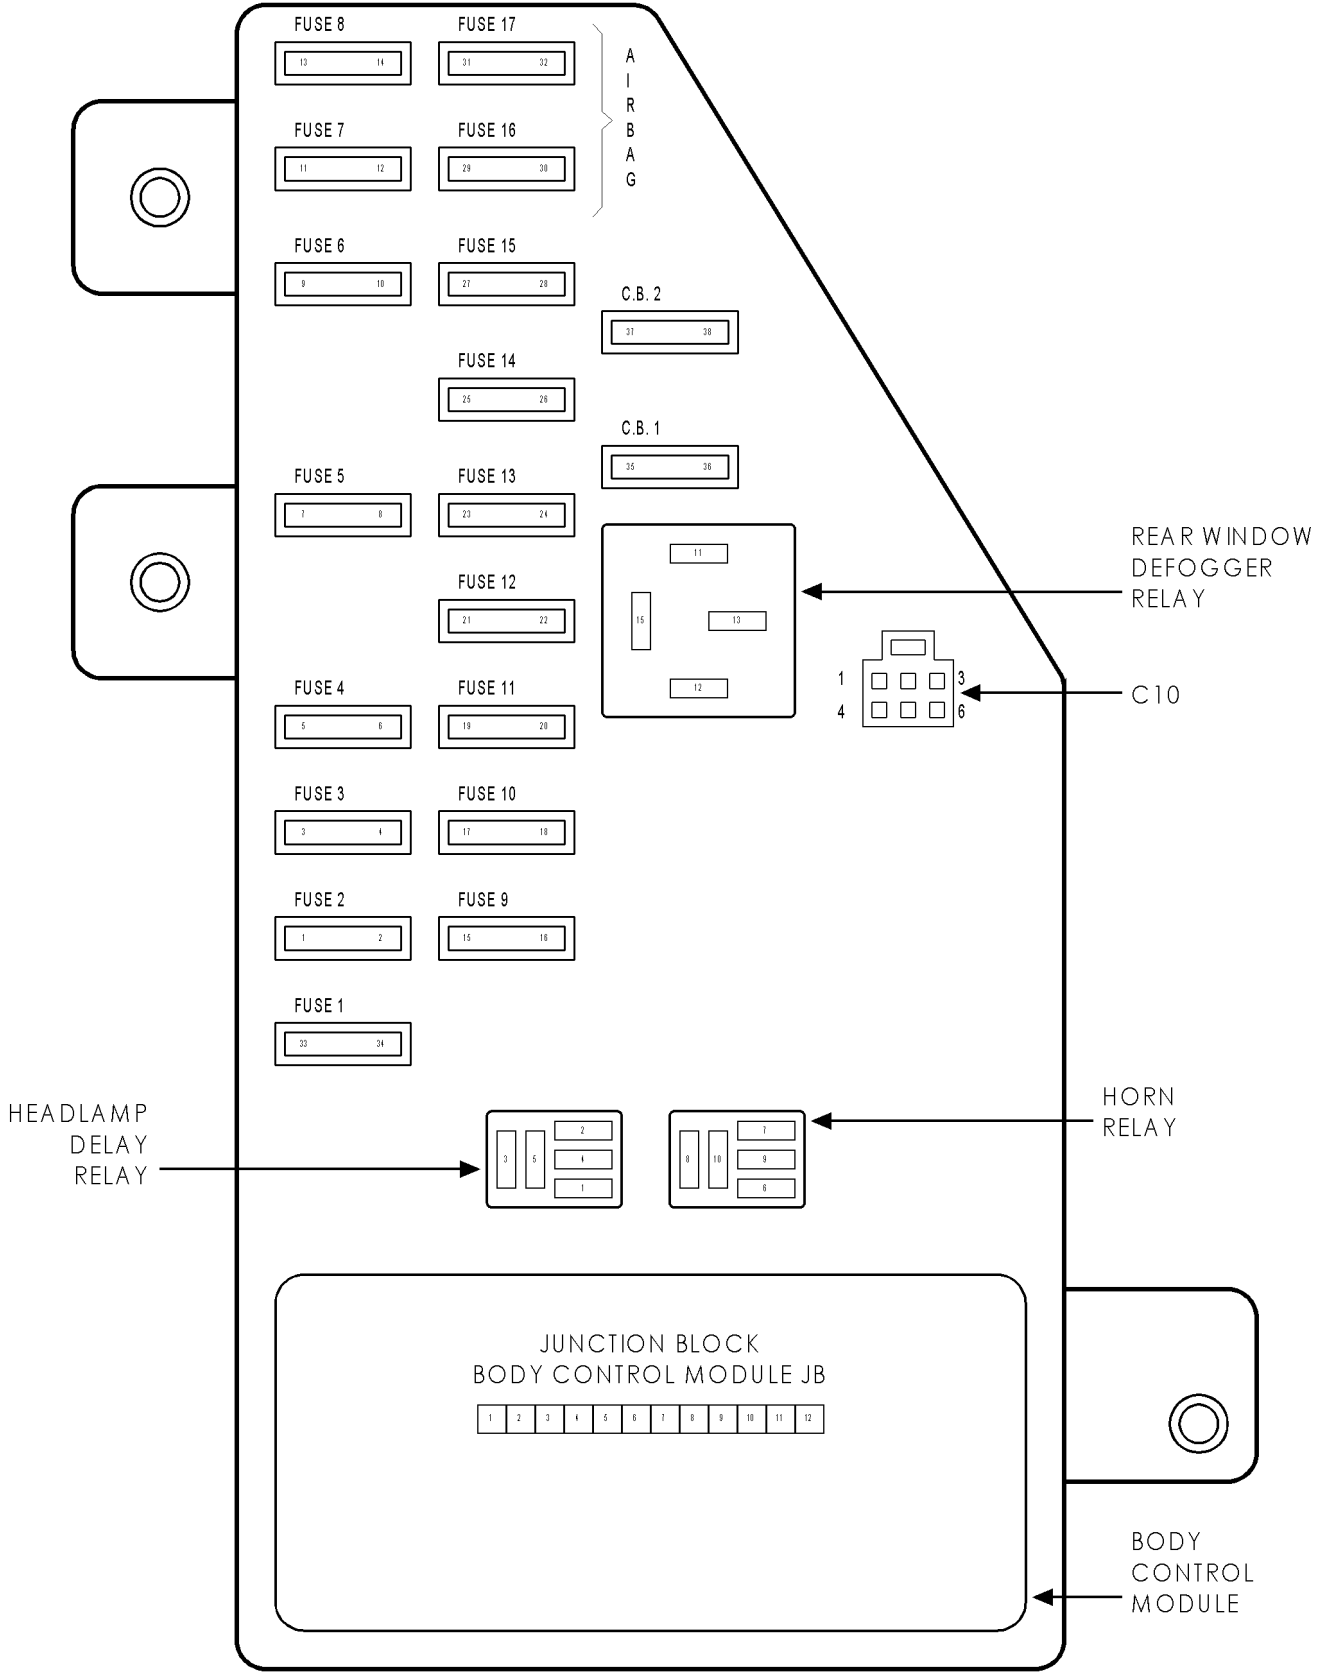 FUSE 8 FUSE 17
13 14 31 32
A
I
R
B
A
G
FUSE 7 FUSE 16
11 12 29 30
FUSE 6 FUSE 15
9 10 27 28
C.B. 2
37 38
FUSE 14
25 26
C.B. 1
35 36
FUSE 5 FUSE 13
7 8 23 24
REAR WINDOW
DEFOGGER
RELAY
11
15 13
12
FUSE 12
21 22
1 3
4 6
C10
FUSE 4 FUSE 11
5 6 19 20
FUSE 3 FUSE 10
3 4 17 18
FUSE 2 FUSE 9
1 2 15 16
FUSE 1
33 34
HEADLAMP
DELAY
RELAY
2
3 5 4
1
7
8 10 9
6
HORN
RELAY
JUNCTION BLOCK
BODY CONTROL MODULE JB
1 2 3 4 5 6 7 8 9 10 11 12
BODY
CONTROL
MODULE